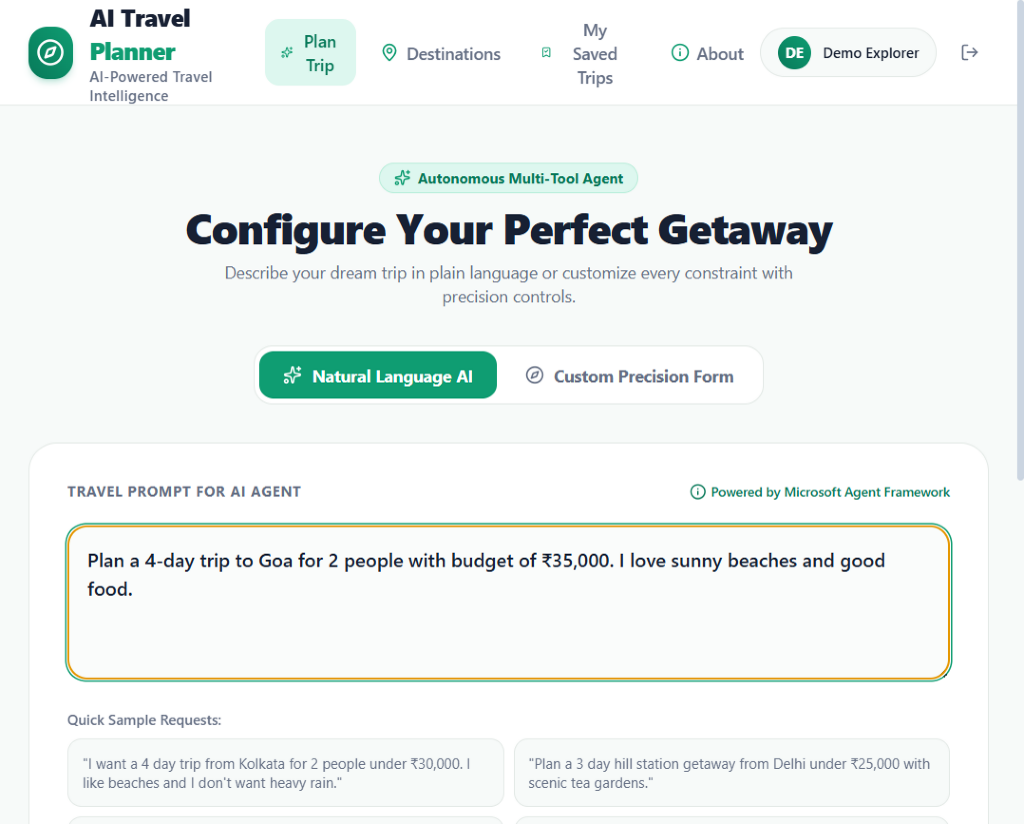 AI Travel
Planner
AI-Powered Travel
Intelligence
Plan
Trip
Destinations
My
Saved
Trips
About
DE
Demo Explorer
Autonomous Multi-Tool Agent
Configure Your Perfect Getaway
Describe your dream trip in plain language or customize every constraint with
precision controls.
Natural Language AI
Custom Precision Form
TRAVEL PROMPT FOR AI AGENT
Powered by Microsoft Agent Framework
Plan a 4-day trip to Goa for 2 people with budget of ₹35,000. I love sunny beaches and good
food.
Quick Sample Requests:
"I want a 4 day trip from Kolkata for 2 people under ₹30,000. I
like beaches and I don't want heavy rain."
"Plan a 3 day hill station getaway from Delhi under ₹25,000 with
scenic tea gardens."